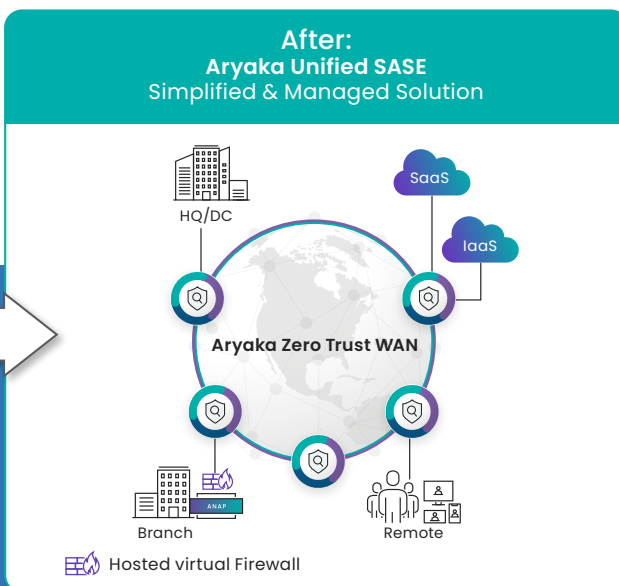 After:
Aryaka Unified SASE
Simplified & Managed Solution
SaaS
HQ/DC
IaaS
Aryaka Zero Trust WAN
ANAP
Branch
Remote
Hosted virtual Firewall